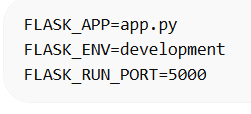 FLASK_APP=app.py
FLASK_ENV=development
FLASK_RUN_PORT=5000